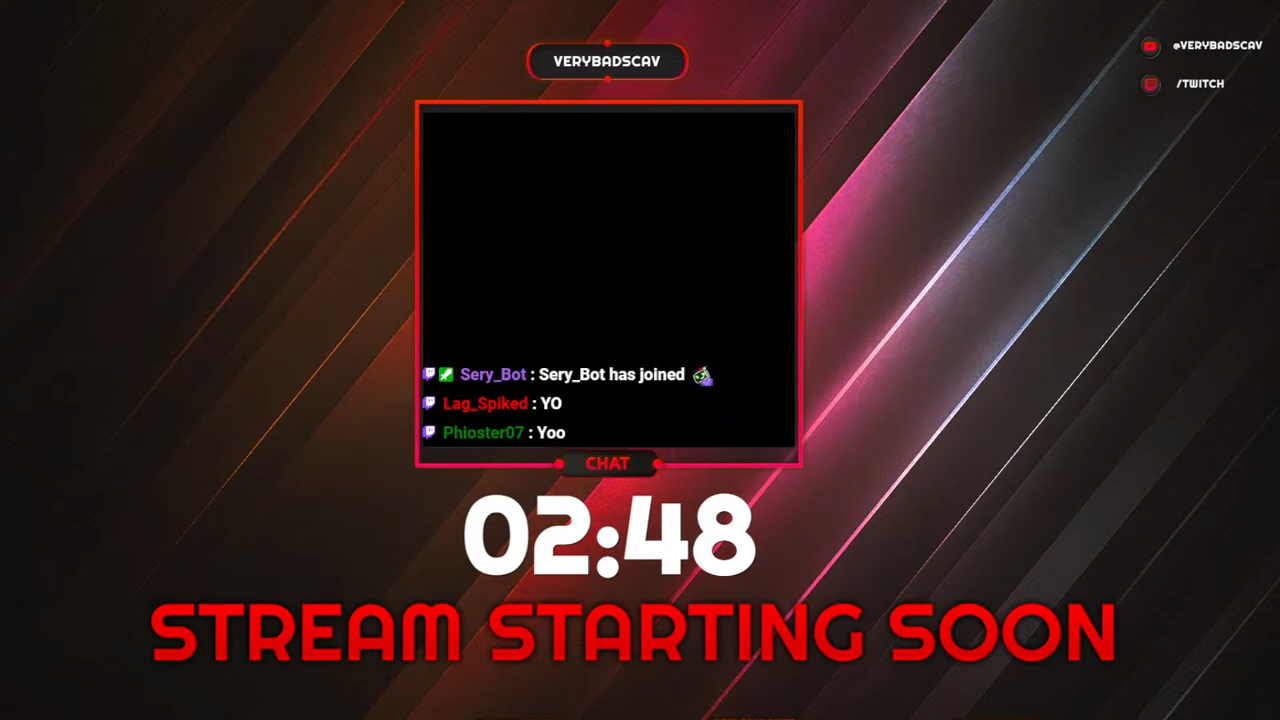 VERYBADSCAV
@VERYBADSCAV
/TWITCH
Sery_Bot : Sery_Bot has joined
Lag_Spiked : YO
Phioster07 : Yoo
CHAT
02:48
STREAM STARTING SOON